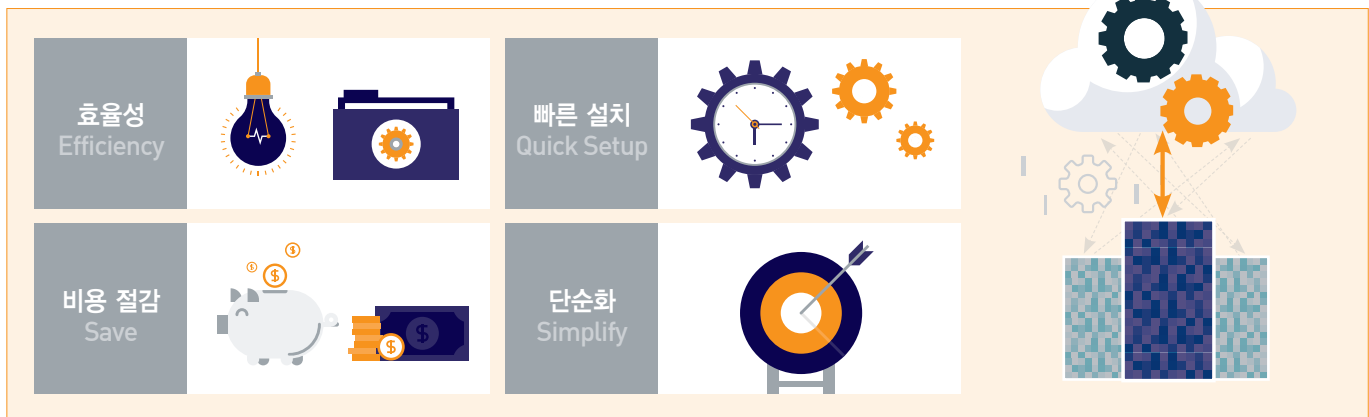 효율성
Efficiency
빠른 설치
Quick Setup
비용 절감
Save
$
$
$
$
$
단순화
Simplify